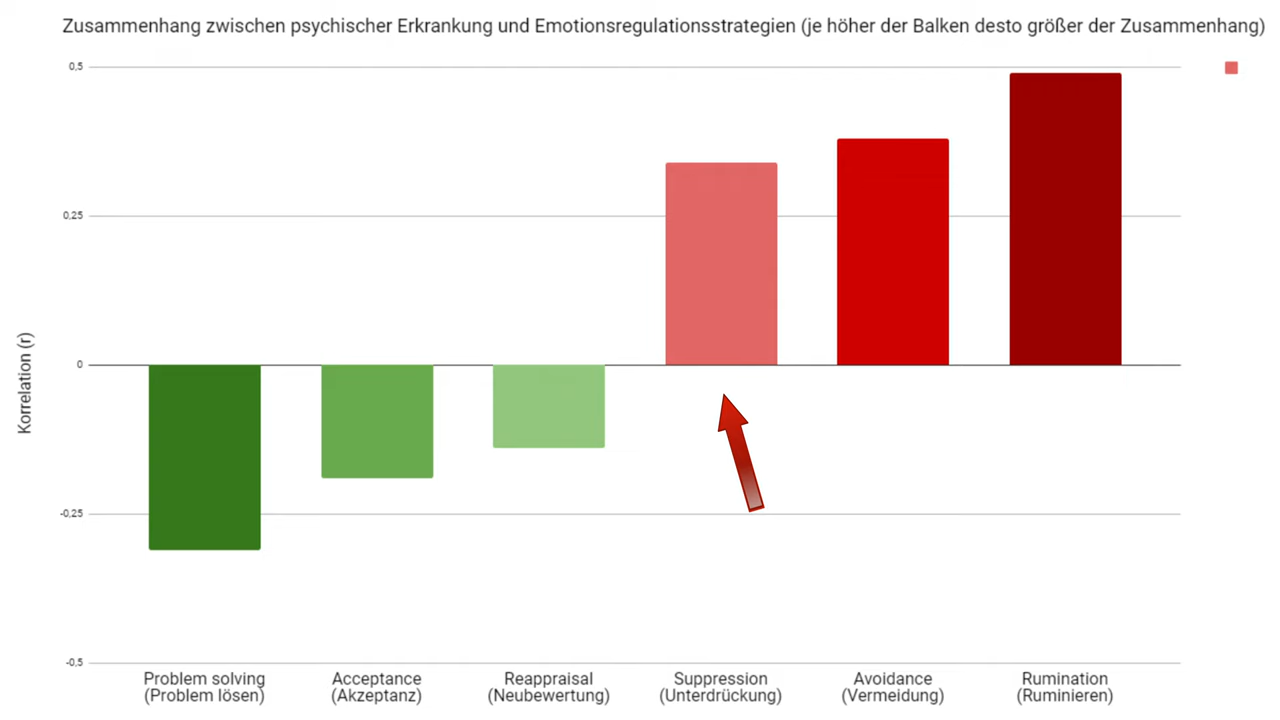 Zusammenhang zwischen psychischer Erkrankung und Emotionsregulationsstrategien (je höher der Balken desto größer der Zusammenhang)
0,5
0,25
0
-0,25
-0,5
Korrelation (r)
Problem solving
(Problem lösen)
Acceptance
(Akzeptanz)
Reappraisal
(Neubewertung)
Suppression
(Unterdrückung)
Avoidance
(Vermeidung)
Rumination
(Ruminieren)